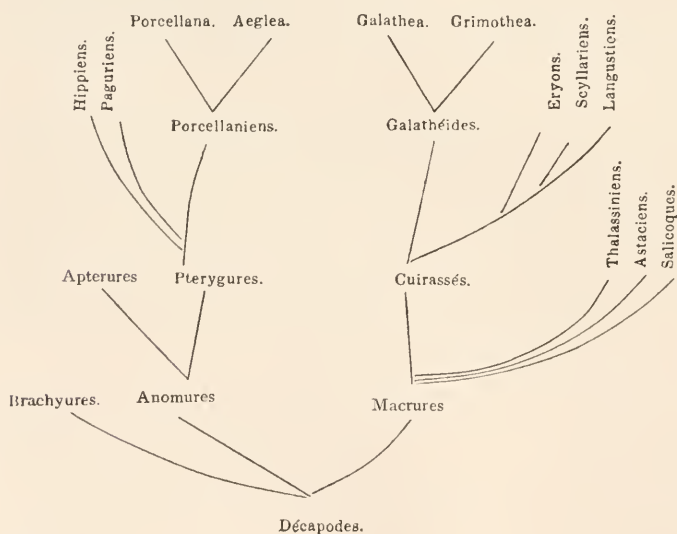 Porcellana. Aeglea. Galathea. Grimothea.
Hippiens.
Paguriens.
Eryons.
Scyllariens.
Langustiens.
Porcellaniens. Galathéides.
Thalassiniens.
Astaciens.
Salicoques.
Apterures Pterygures. Cuirassés.
Brachyures. Anomures Macrures
Décapodes.